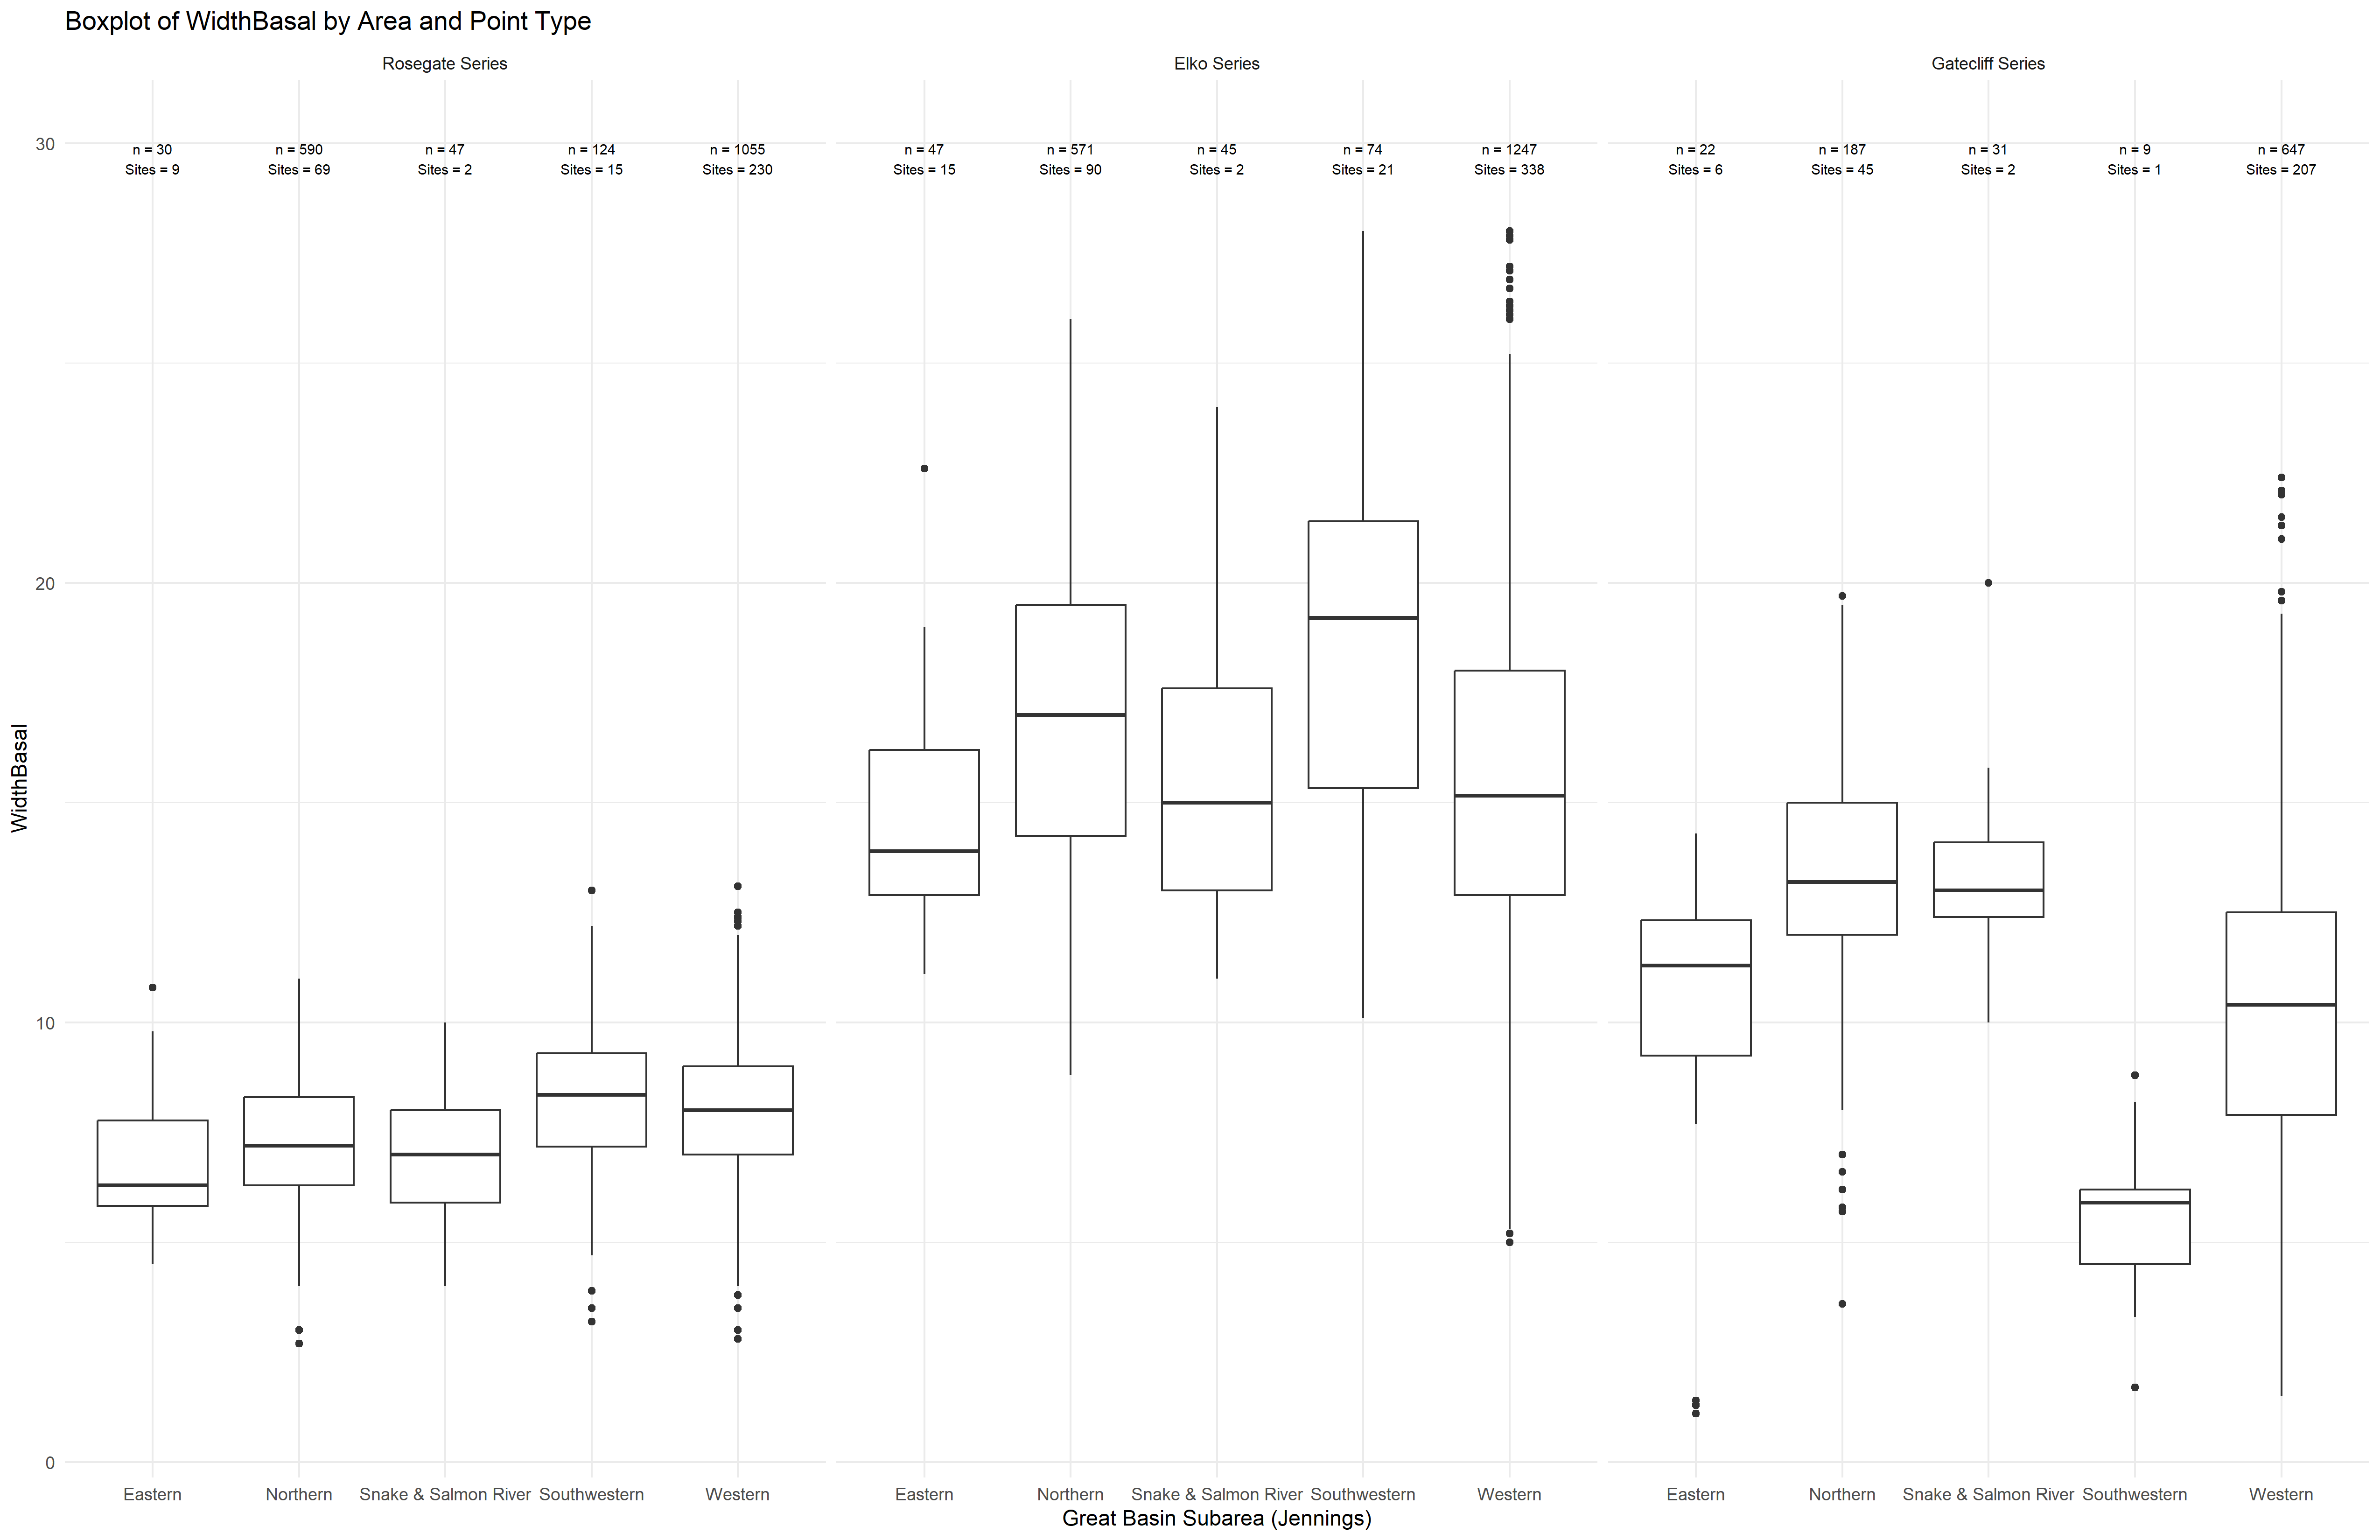 Boxplot of WidthBasal by Area and Point Type
Rosegate Series Elko Series Gatecliff Series
30
n = 30 n = 590 n = 47 n = 124 n = 1055 n = 47 n = 571 n = 45 n = 74 n = 1247 n = 22 n = 187 n = 31 n = 9 n = 647
Sites = 9 Sites = 69 Sites = 2 Sites = 15 Sites = 230 Sites = 15 Sites = 90 Sites = 2 Sites = 21 Sites = 338 Sites = 6 Sites = 45 Sites = 2 Sites = 1 Sites = 207
20
WidthBasal
10
0
Eastern Northern Snake & Salmon River Southwestern Western Eastern Northern Snake & Salmon River Southwestern Western Eastern Northern Snake & Salmon River Southwestern Western
Great Basin Subarea (Jennings)